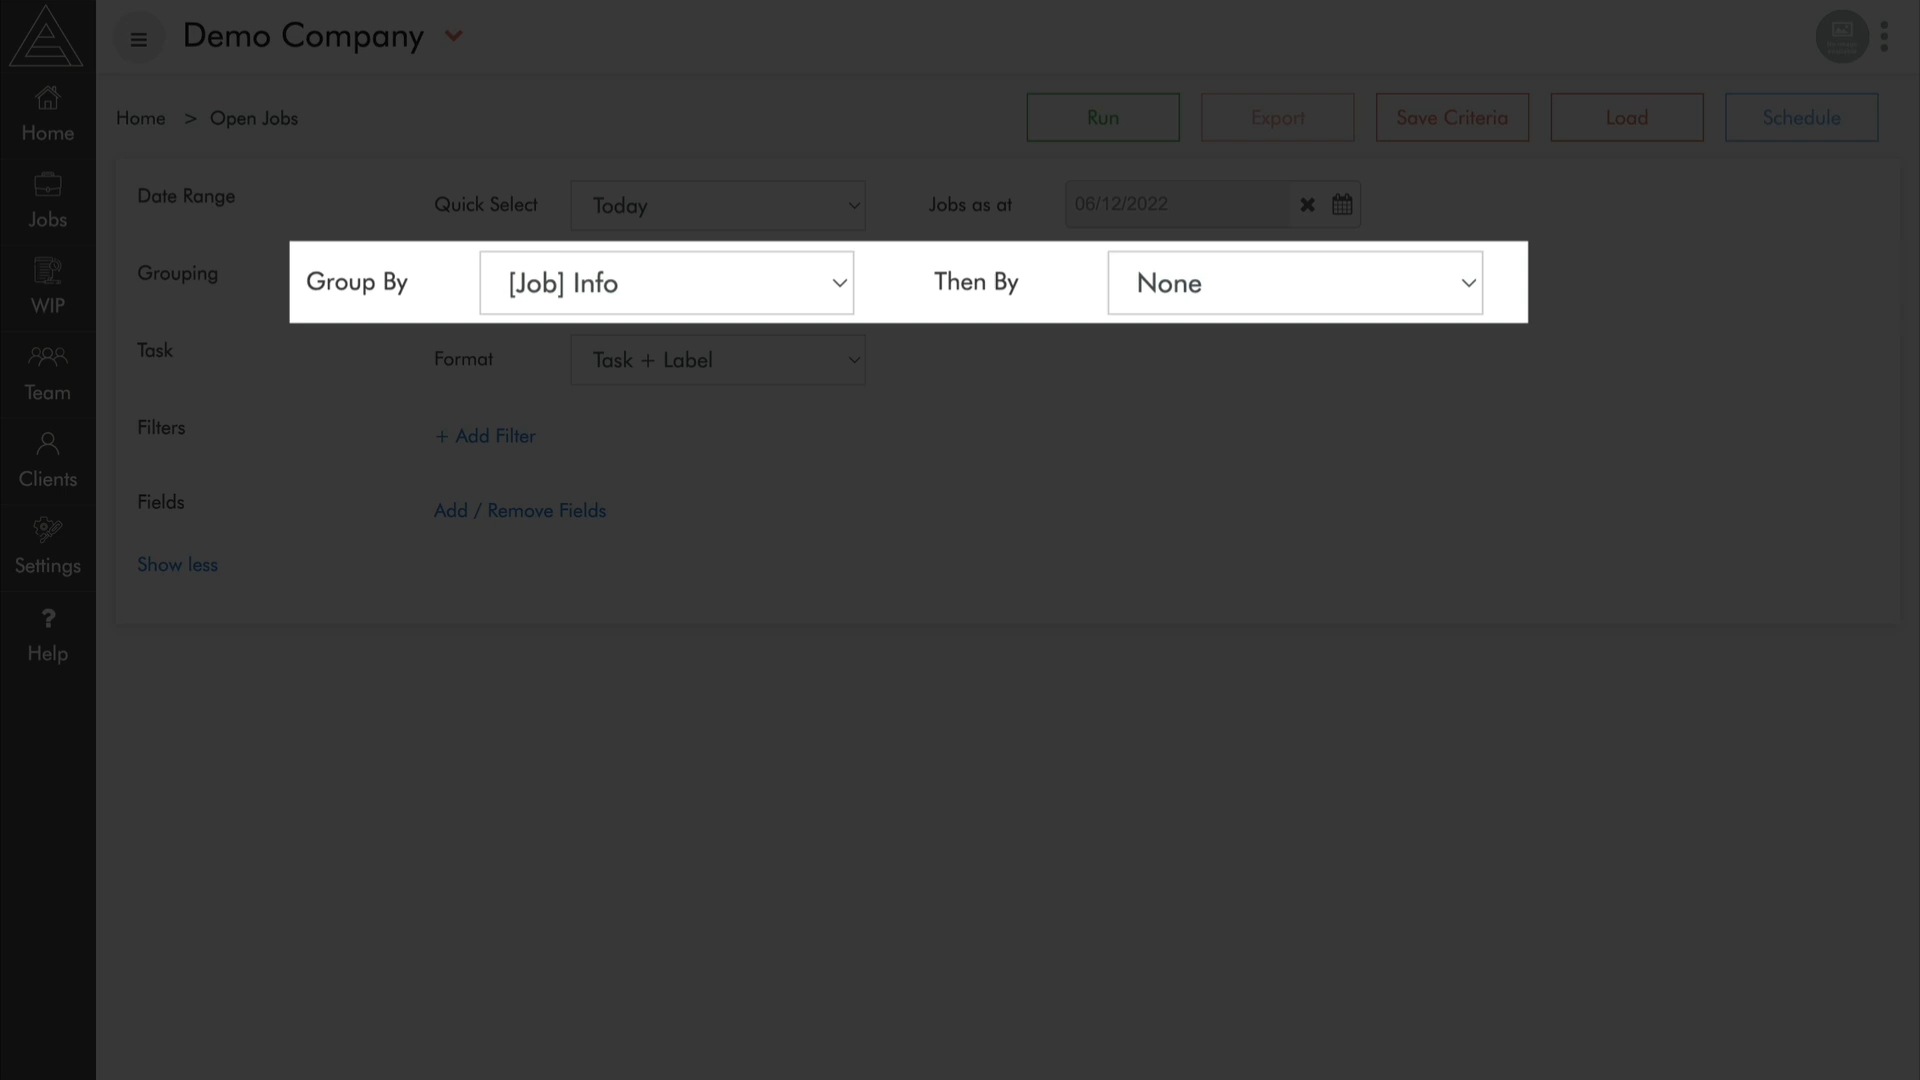 Demo Company
Home > Open Jobs
Run
Export
Save Criteria
Load
Schedule
Home
Jobs
WIP
Team
Clients
Settings
? Help
Date Range
Quick Select
Today
Jobs as at
06/12/2022
Grouping
Group By
[Job] Info
Then By
None
Task
Format
Task + Label
Filters
+ Add Filter
Fields
Add / Remove Fields
Show less